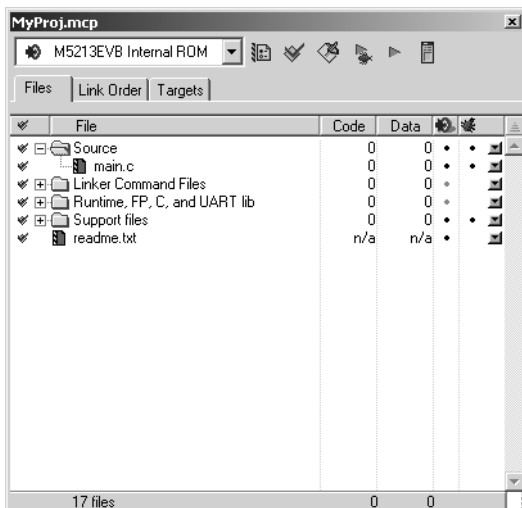 MyProj.mcp
M5213EVB Internal ROM
Files Link Order Targets
File Code Data
Source 0 0
main.c 0 0
Linker Command Files 0 0
Runtime, FP, C, and UART lib 0 0
Support files 0 0
readme.txt n/a n/a
17 files 0 0